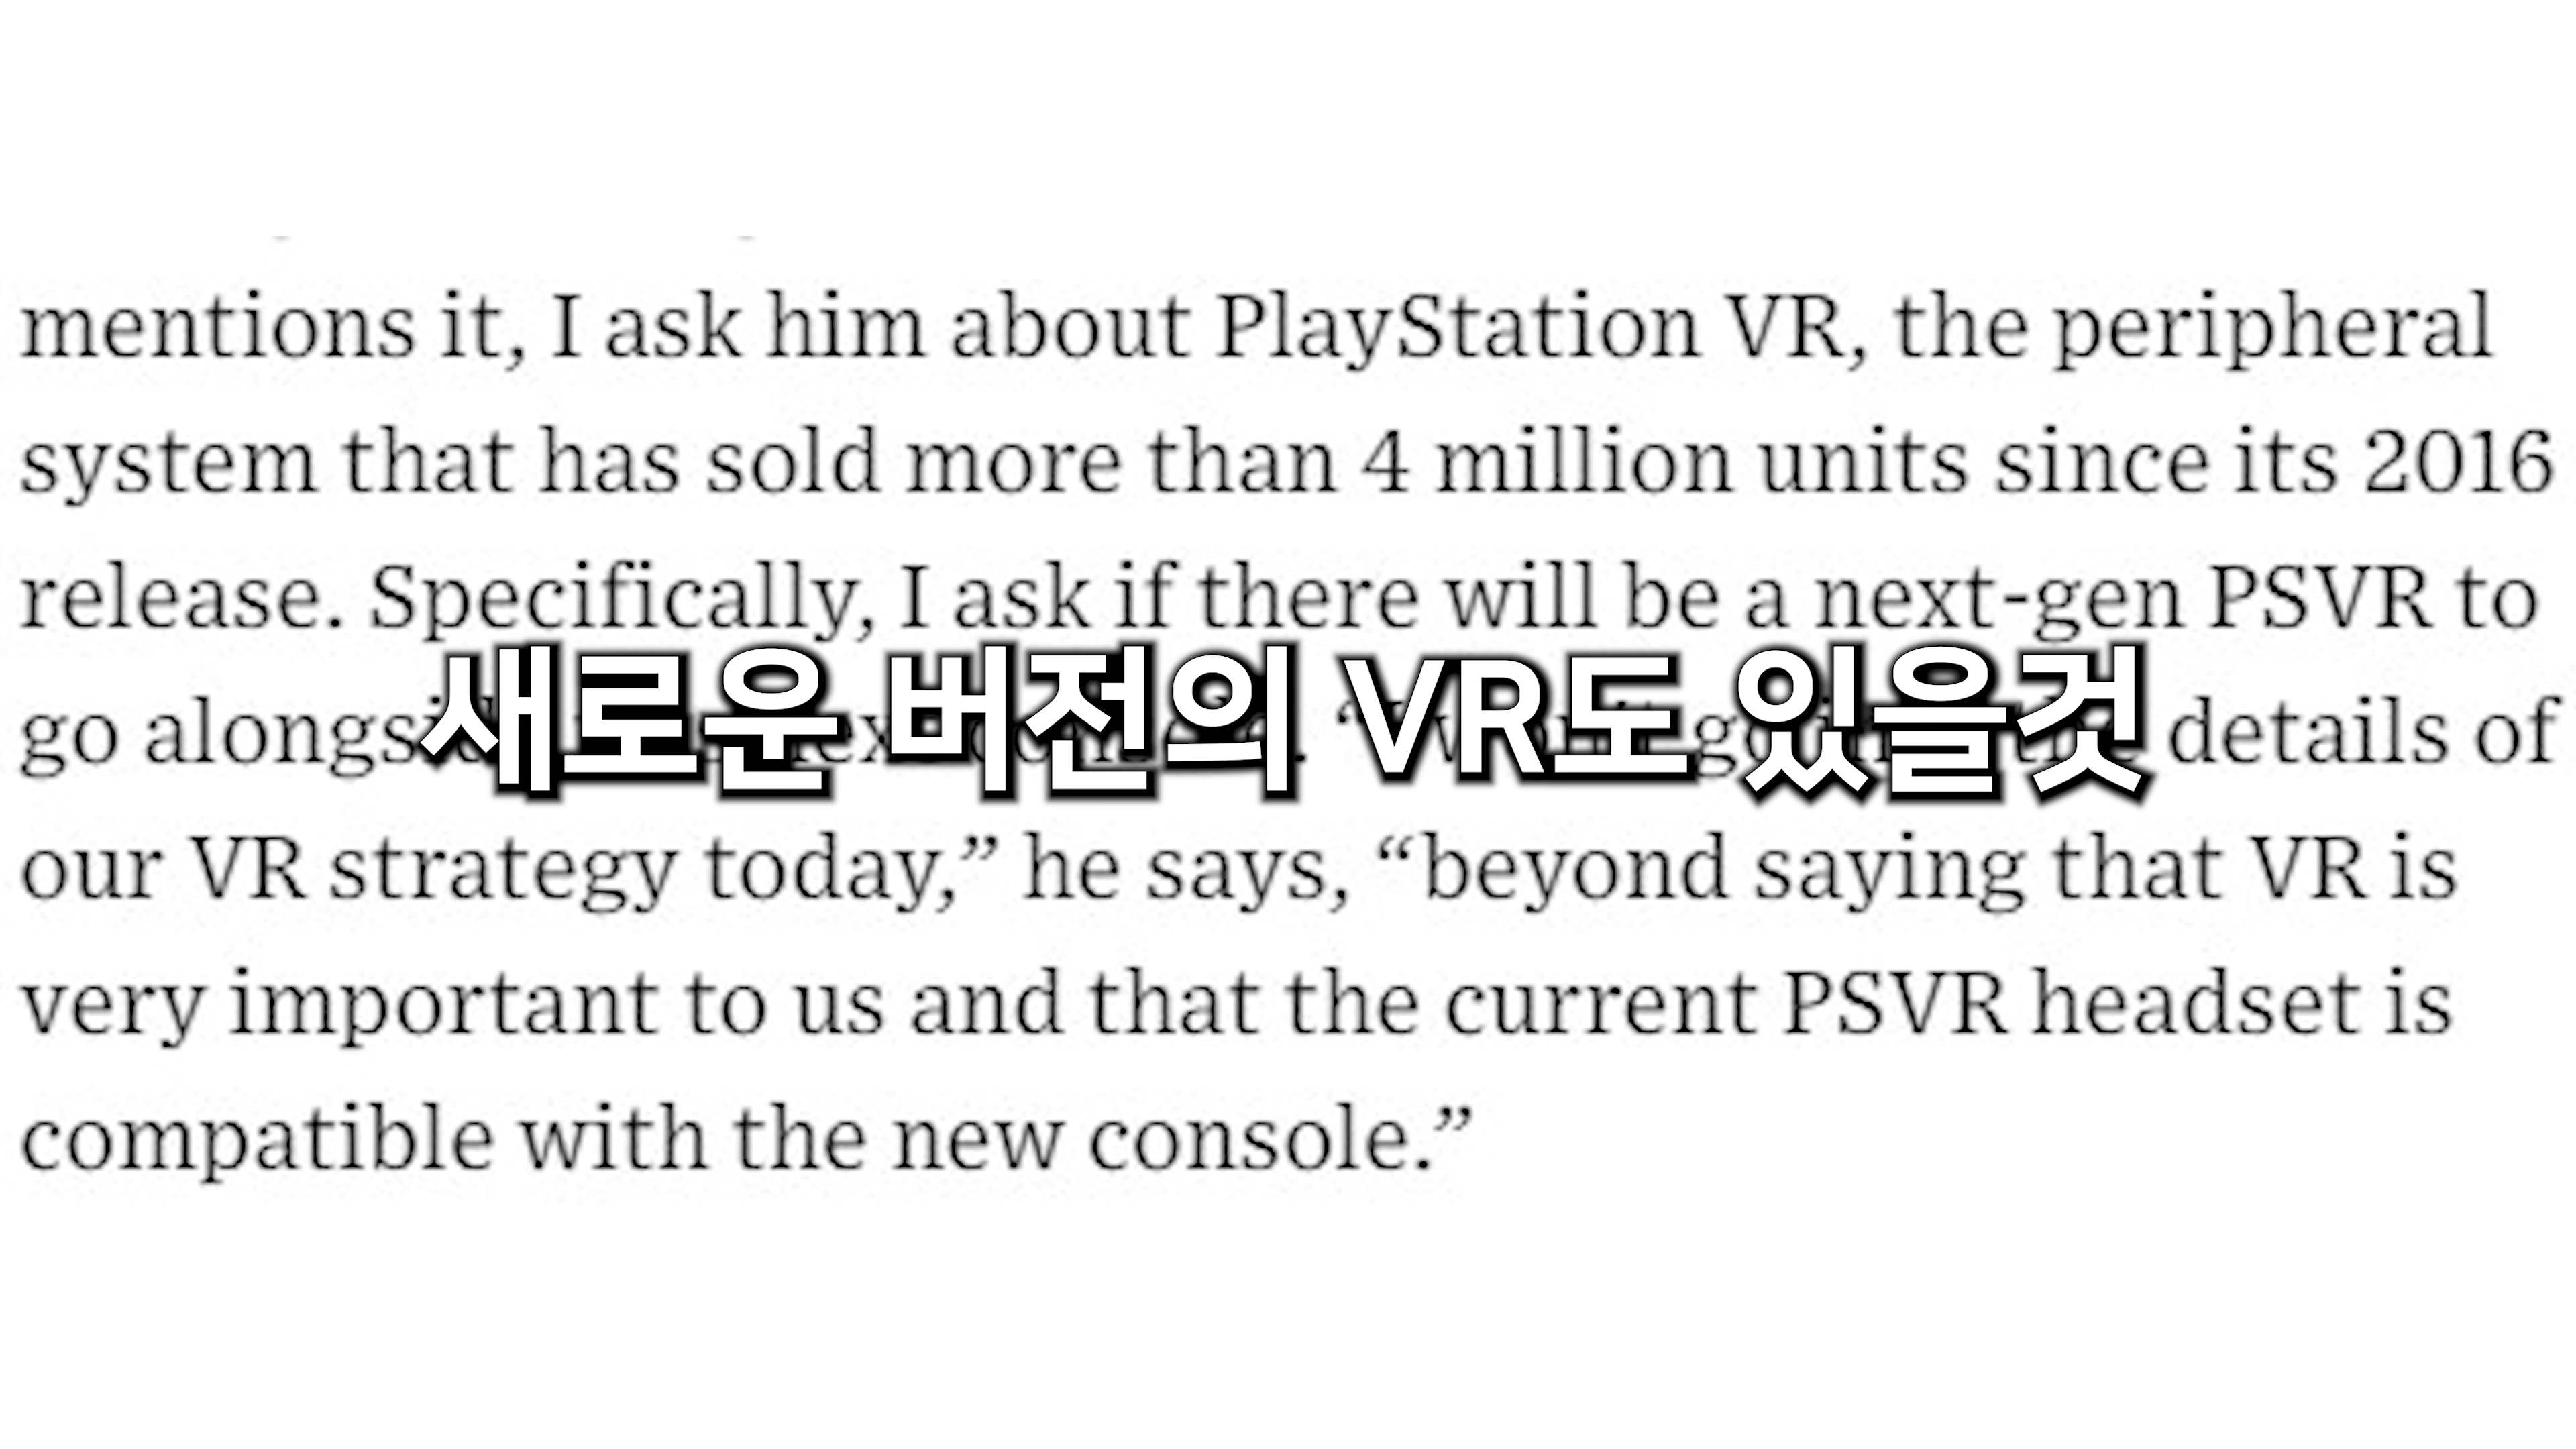 mentions it, I ask him about PlayStation VR, the peripheral
system that has sold more than 4 million units since its 2016
release. Specifically, I ask if there will be a next-gen PSVR to
새로운 버전의 VR도 있을것
go details of
our VR strategy today,” he says, “beyond saying that VR is
very important to us and that the current PSVR headset is
compatible with the new console.”